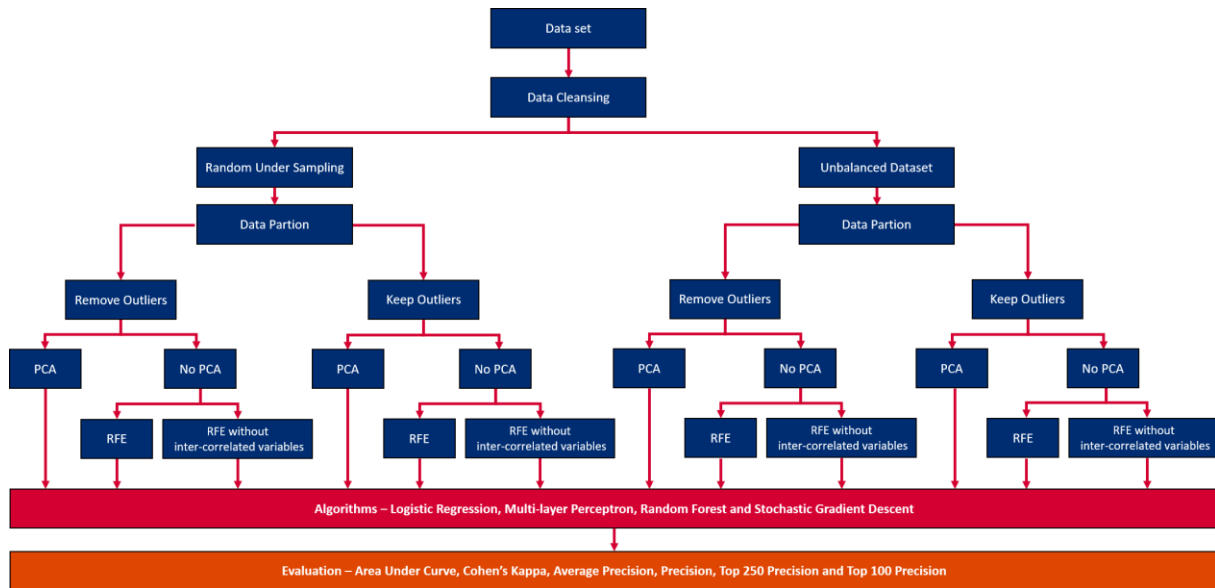 Data set
Data Cleansing
Random Under Sampling
Unbalanced Dataset
Data Partion
Data Partion
Remove Outliers
Keep Outliers
Remove Outliers
Keep Outliers
PCA
No PCA
PCA
No PCA
PCA
No PCA
PCA
No PCA
RFE
RFE without
inter-correlated variables
RFE
RFE without
inter-correlated variables
RFE
RFE without
inter-correlated variables
RFE
RFE without
inter-correlated variables
Algorithms – Logistic Regression, Multi-layer Perceptron, Random Forest and Stochastic Gradient Descent
Evaluation – Area Under Curve, Cohen's Kappa, Average Precision, Precision, Top 250 Precision and Top 100 Precision